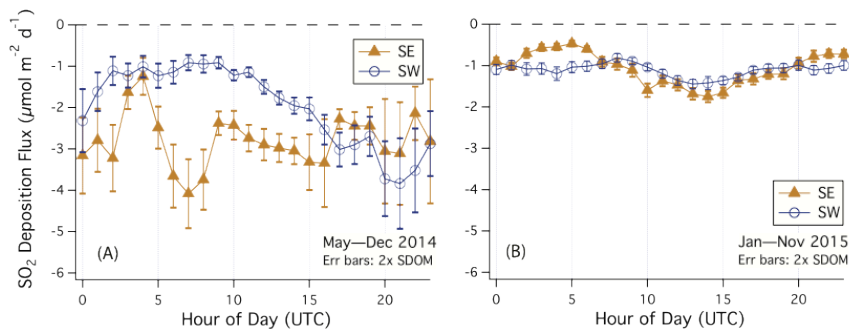 SO2 Deposition Flux (μmol m-2 d-1)
0
-1
-2
-3
-4
-5
-6
SE
SW
(A)
May—Dec 2014
Err bars: 2x SDOM
0
5
10
15
20
Hour of Day (UTC)
0
-1
-2
-3
-4
-5
-6
SE
SW
(B)
Jan—Nov 2015
Err bars: 2x SDOM
0
5
10
15
20
Hour of Day (UTC)